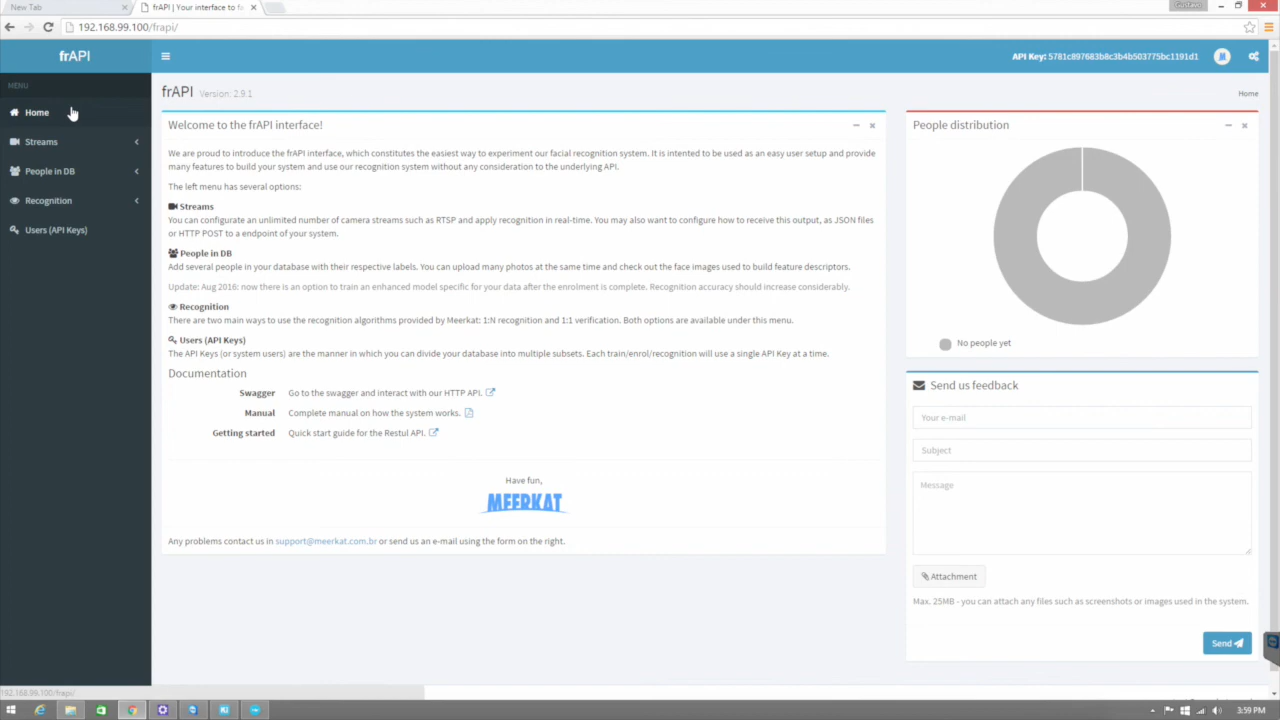 New Tab
frAPI | Your interface to fa
Gustavo
192.168.99.100/frapi/
frAPI
API Key: 5781c897683b8c3b4b503775bc1191d1
MENU
Home
Streams
People in DB
Recognition
Users (API Keys)
frAPI Version: 2.9.1
Home
Welcome to the frAPI interface!
We are proud to introduce the frAPI interface, which constitutes the easiest way to experiment our facial recognition system. It is intended to be used as an easy user setup and provide
many features to build your system and use our recognition system without any consideration to the underlying API.
The left menu has several options:
Streams
You can configurate an unlimited number of camera streams such as RTSP and apply recognition in real-time. You may also want to configure how to receive this output, as JSON files
or HTTP POST to a endpoint of your system.
People in DB
Add several people in your database with their respective labels. You can upload many photos at the same time and check out the face images used to build feature descriptors.
Update: Aug 2016: now there is an option to train an enhanced model specific for your data after the enrolment is complete. Recognition accuracy should increase considerably.
Recognition
There are two main ways to use the recognition algorithms provided by Meerkat: 1:N recognition and 1:1 verification. Both options are available under this menu.
Users (API Keys)
The API Keys (or system users) are the manner in which you can divide your database into multiple subsets. Each train/enrol/recognition will use a single API Key at a time.
Documentation
Swagger Go to the swagger and interact with our HTTP API.
Manual Complete manual on how the system works.
Getting started Quick start guide for the Restul API.
Have fun,
MEERKAT
Any problems contact us in support@meerkat.com.br or send us an e-mail using the form on the right.
People distribution
No people yet
Send us feedback
Your e-mail
Subject
Message
Attachment
Max. 25MB - you can attach any files such as screenshots or images used in the system.
Send
192.168.99.100/frapi/
3:59 PM